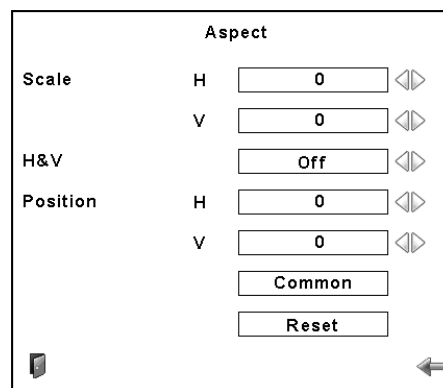 Aspect
Scale H 0
V 0
H&V Off
Position H 0
V 0
Common
Reset